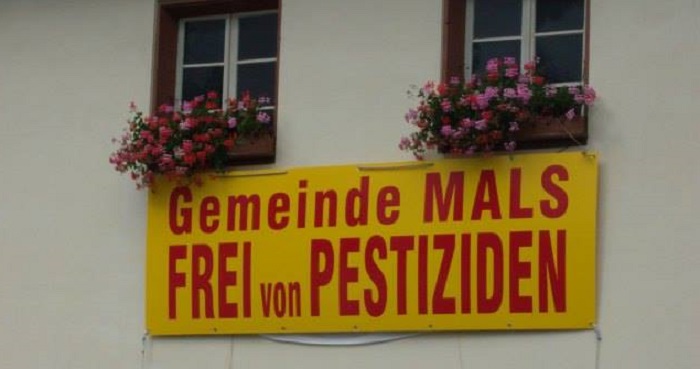 Gemeinde MALS
FREI von PESTIZIDEN